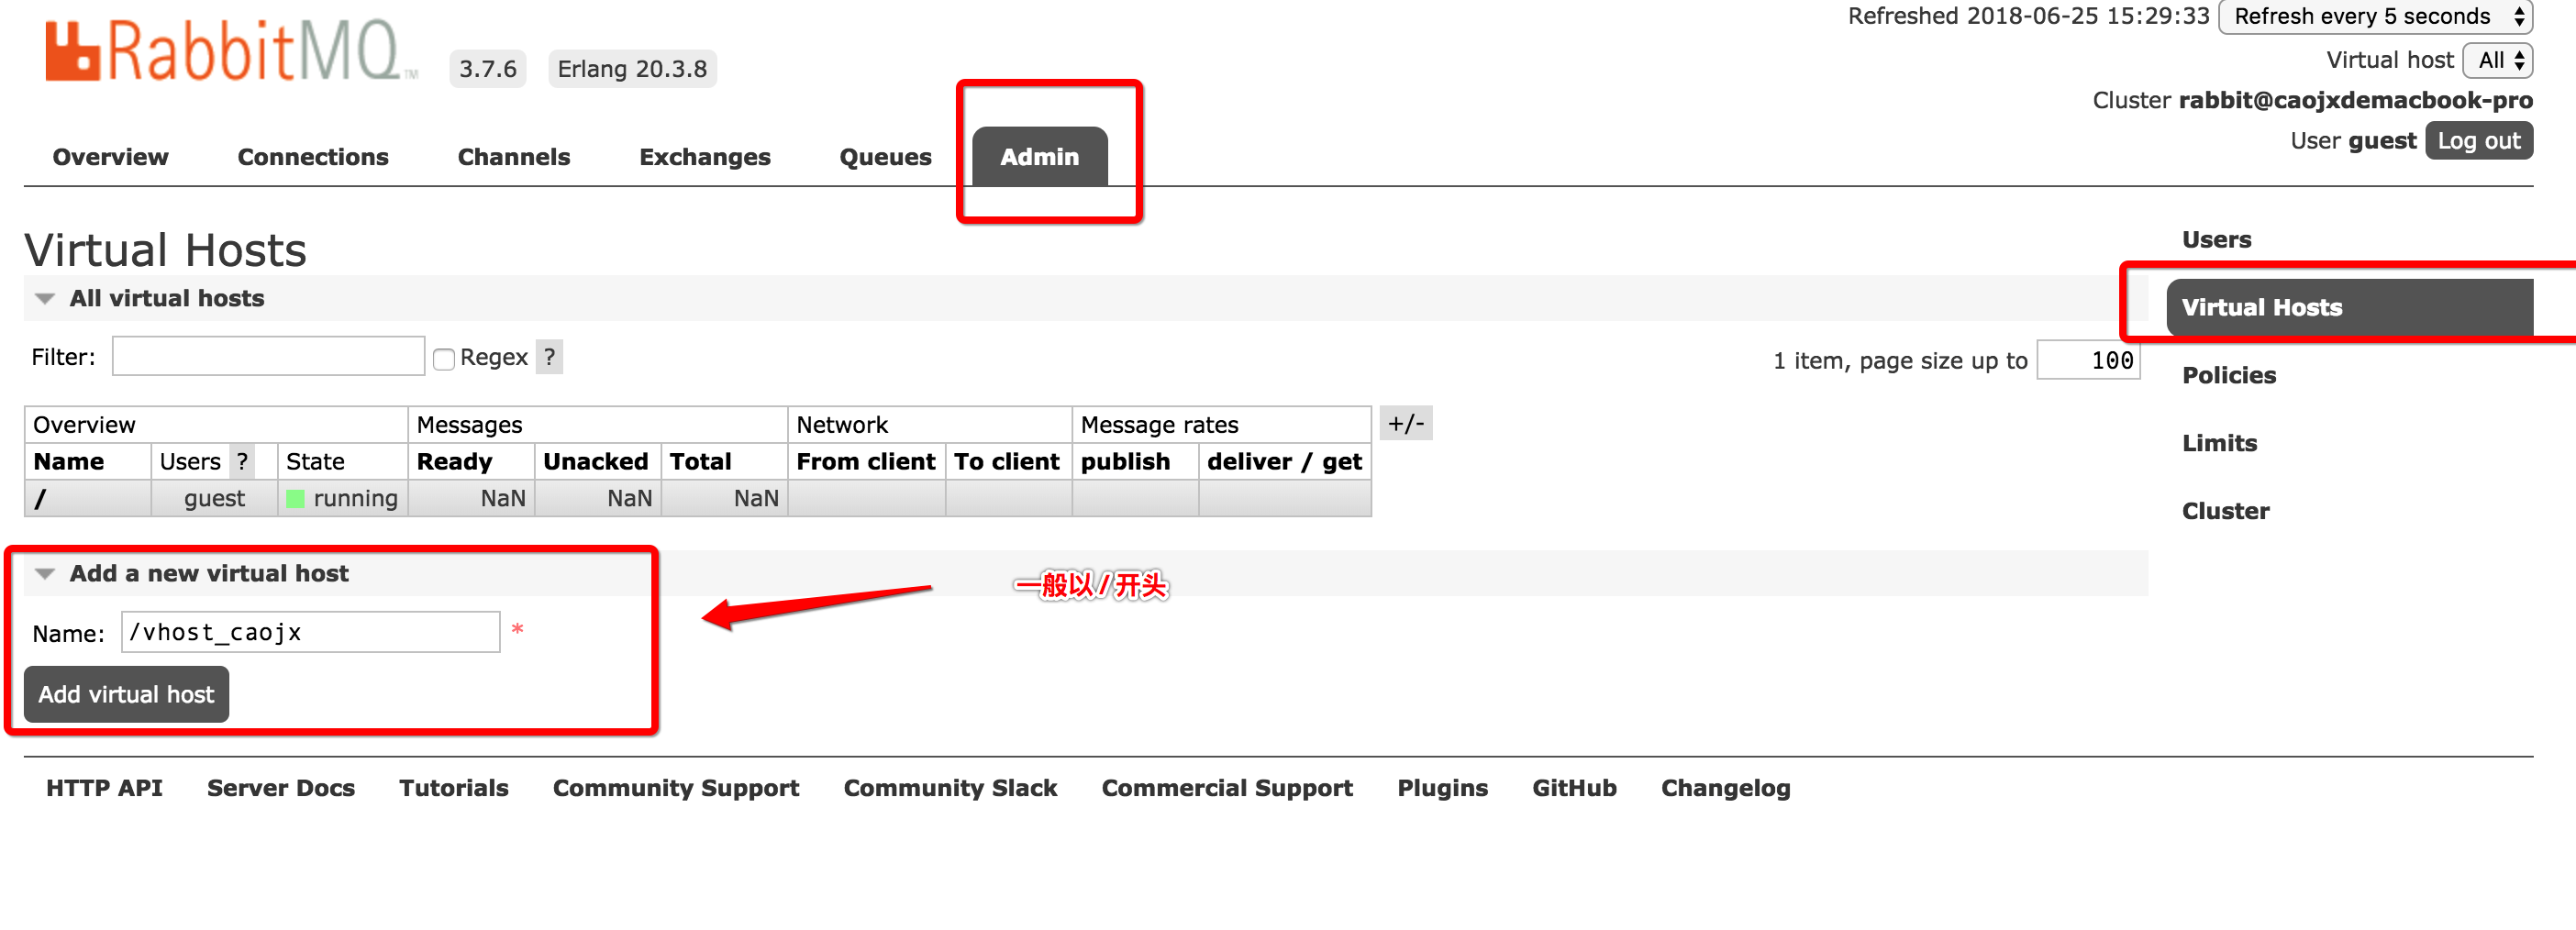 Refreshed 2018-06-25 15:29:33 Refresh every 5 seconds
RabbitMQ TM 3.7.6 Erlang 20.3.8
Virtual host All
Cluster rabbit@caojxdemacbook-pro
User guest Log out
Overview Connections Channels Exchanges Queues Admin
Virtual Hosts
All virtual hosts
Filter: Regex ?
1 item, page size up to 100
Overview Messages Network Message rates +/-
Name Users ? State Ready Unacked Total From client To client publish deliver / get
/ guest running NaN NaN NaN
Add a new virtual host
一般以/开头
Name: /vhost_caojx *
Add virtual host
Users
Virtual Hosts
Policies
Limits
Cluster
HTTP API Server Docs Tutorials Community Support Community Slack Commercial Support Plugins GitHub Changelog